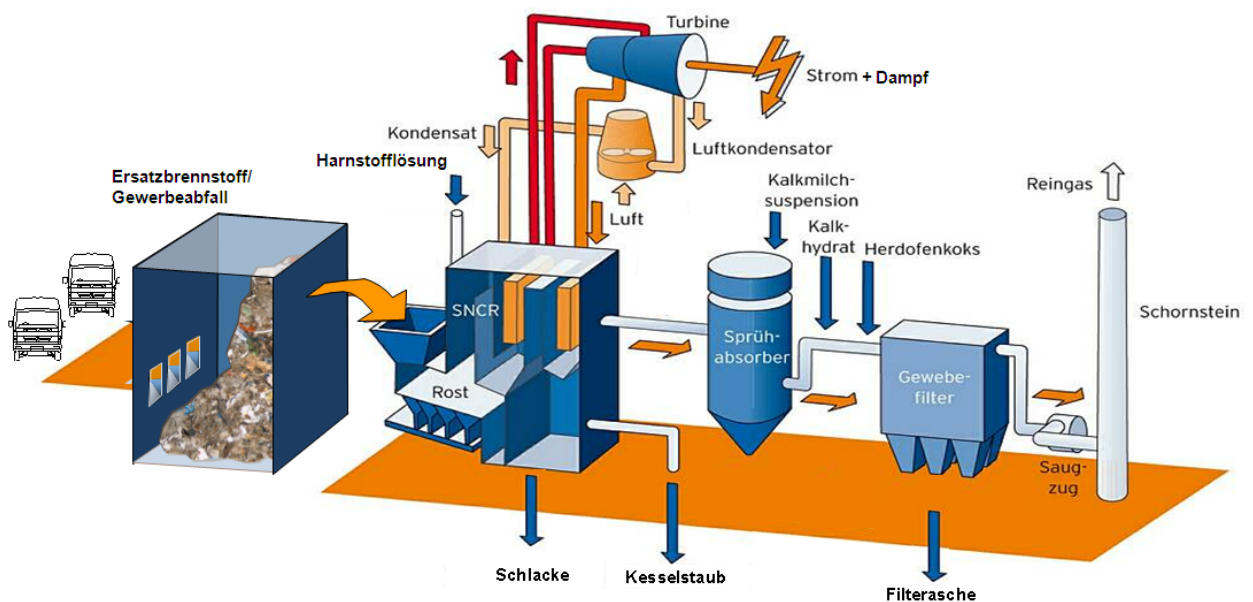 Turbine
Strom + Dampf
Kondensat
Luftkondensator
Harnstofflösung
Ersatzbrennstoff/
Gewerbeabfall
Luft
Kalkmilch-
suspension
Kalk-
hydrat
Herdofenkoks
Reingas
SNCR
Rost
Sprüh-
absorber
Gewebe-
filter
Schornstein
Saug-
zug
Schlacke
Kesselstaub
Filterasche